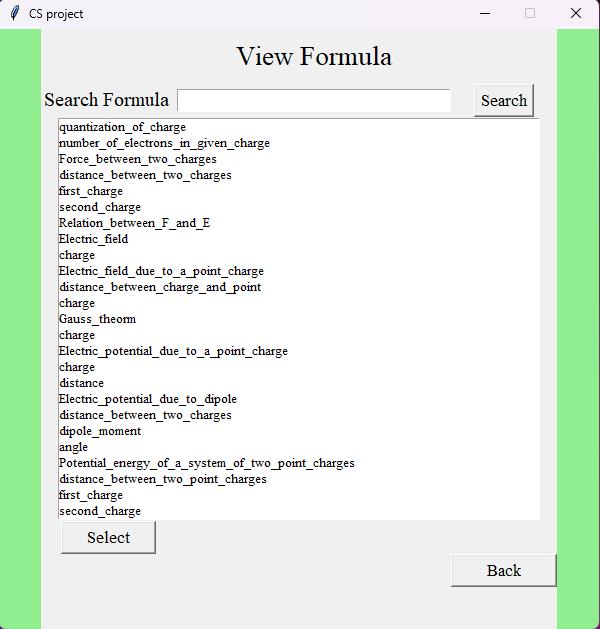 CS project
View Formula
Search Formula Search
quantization_of_charge
number_of_electrons_in_given_charge
Force_between_two_charges
distance_between_two_charges
first_charge
second_charge
Relation_between_F_and_E
Electric_field
charge
Electric_field_due_to_a_point_charge
distance_between_charge_and_point
charge
Gauss_theorm
charge
Electric_potential_due_to_a_point_charge
charge
distance
Electric_potential_due_to_dipole
distance_between_two_charges
dipole_moment
angle
Potential_energy_of_a_system_of_two_point_charges
distance_between_two_point_charges
first_charge
second_charge
Select
Back